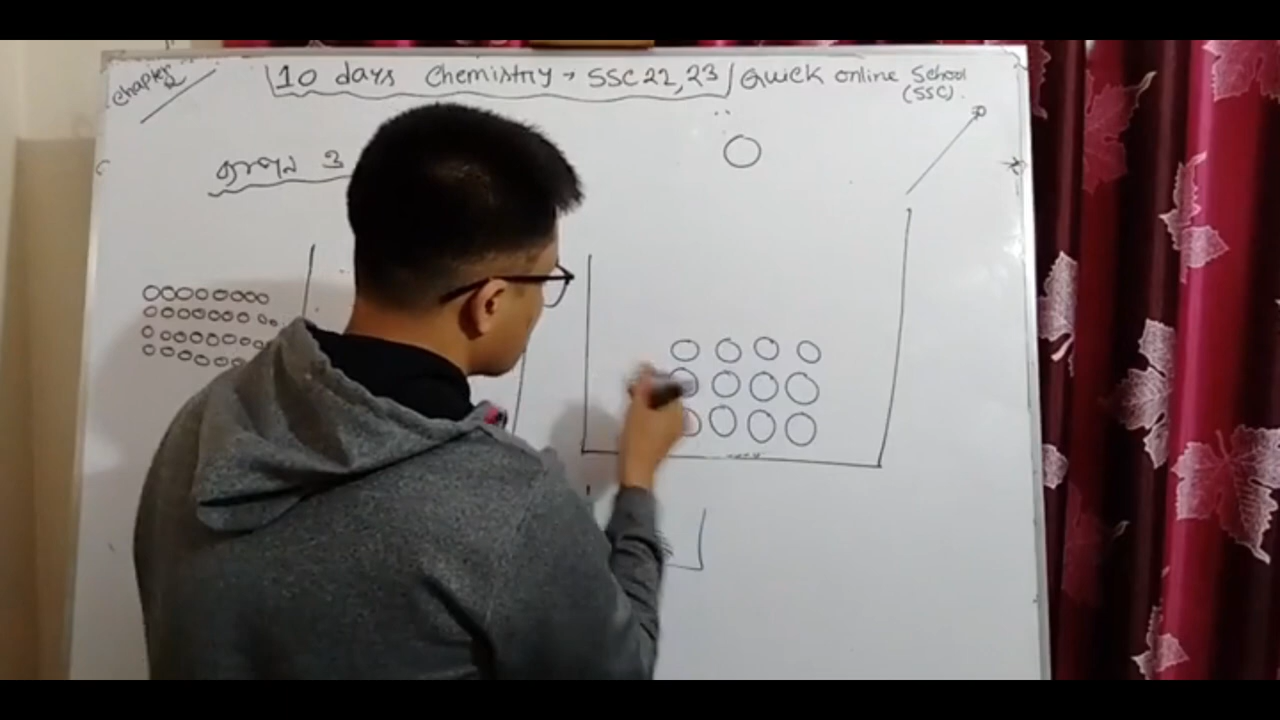 Chapter
2
10 days Chemistry → SSC 22, 23 / Quick online School
(SSC).
ও